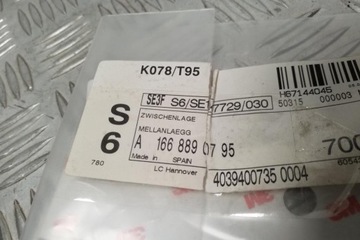 K078/T95
SE3F S6/SE1 7729/030
H67144045
50315 000003
S
6
780
ZWISCHENLAGE
MELLANLAEGG
A 166 889 07 95
Made in SPAIN
LC Hannover
700
6054
4039400735 0004